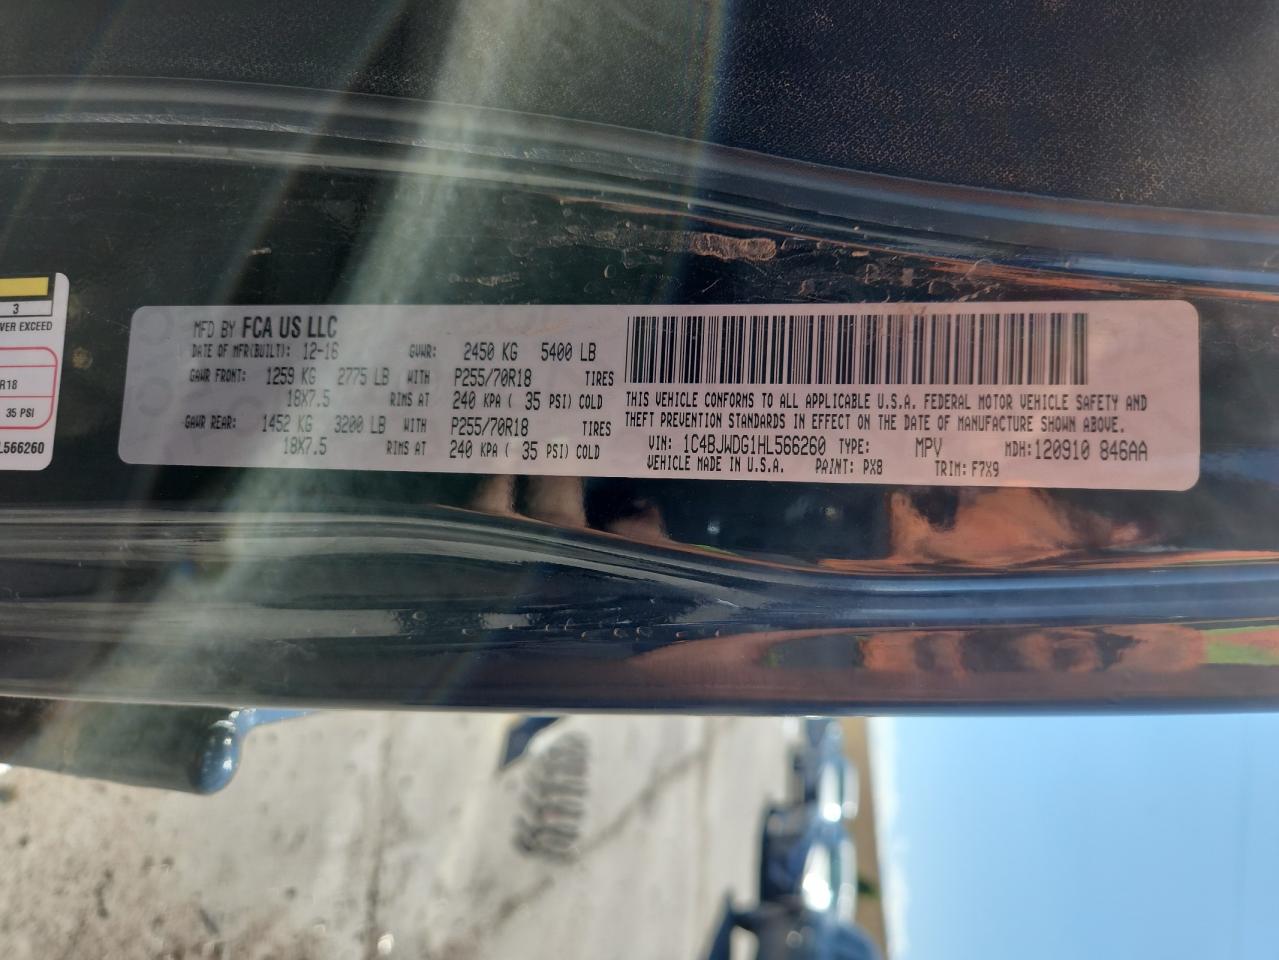 3
VER EXCEED
R18
35 PSI
L566260
MFD BY FCA US LLC
DATE OF MFR(BUILT): 12-16 GVWR: 2450 KG 5400 LB
GAWR FRONT: 1259 KG 2775 LB WITH P255/70R18 TIRES
18X7.5 RIMS AT 240 KPA ( 35 PSI) COLD
GAWR REAR: 1452 KG 3200 LB WITH P255/70R18 TIRES
18X7.5 RIMS AT 240 KPA ( 35 PSI) COLD
THIS VEHICLE CONFORMS TO ALL APPLICABLE U.S.A. FEDERAL MOTOR VEHICLE SAFETY AND
THEFT PREVENTION STANDARDS IN EFFECT ON THE DATE OF MANUFACTURE SHOWN ABOVE.
VIN: 1C4BJWDG1HL566260 TYPE: MPV MDH:120910 846AA
VEHICLE MADE IN U.S.A. PAINT: PX8 TRIM: F7X9